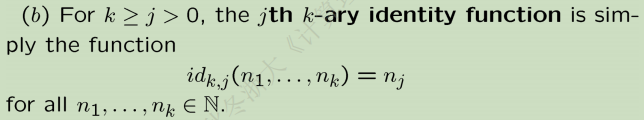 (b) For k ≥ j > 0, the jth k-ary identity function is sim-
ply the function
id_{k,j}(n_1, . . . , n_k) = n_j
for all n_1, . . . , n_k ∈ ℕ.